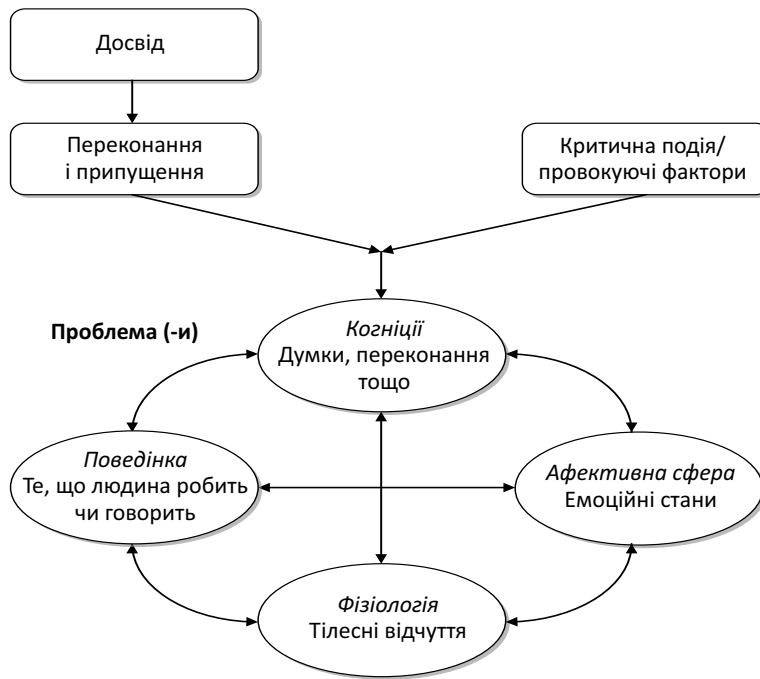 Досвід
Переконання
і припущення
Критична подія/
провокуючі фактори
Проблема (-и)
Когніції
Думки, переконання
тощо
Поведінка
Те, що людина робить
чи говорить
Афективна сфера
Емоційні стани
Фізіологія
Тілесні відчуття